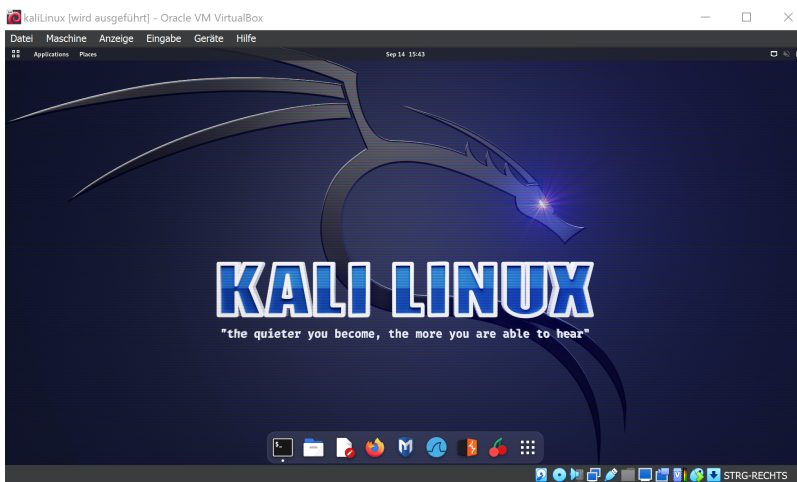 kaliLinux [wird ausgeführt] - Oracle VM VirtualBox
Datei Maschine Anzeige Eingabe Geräte Hilfe
Applications Places Sep 14 15:43
KALI LINUX
"the quieter you become, the more you are able to hear"
STRG-RECHTS